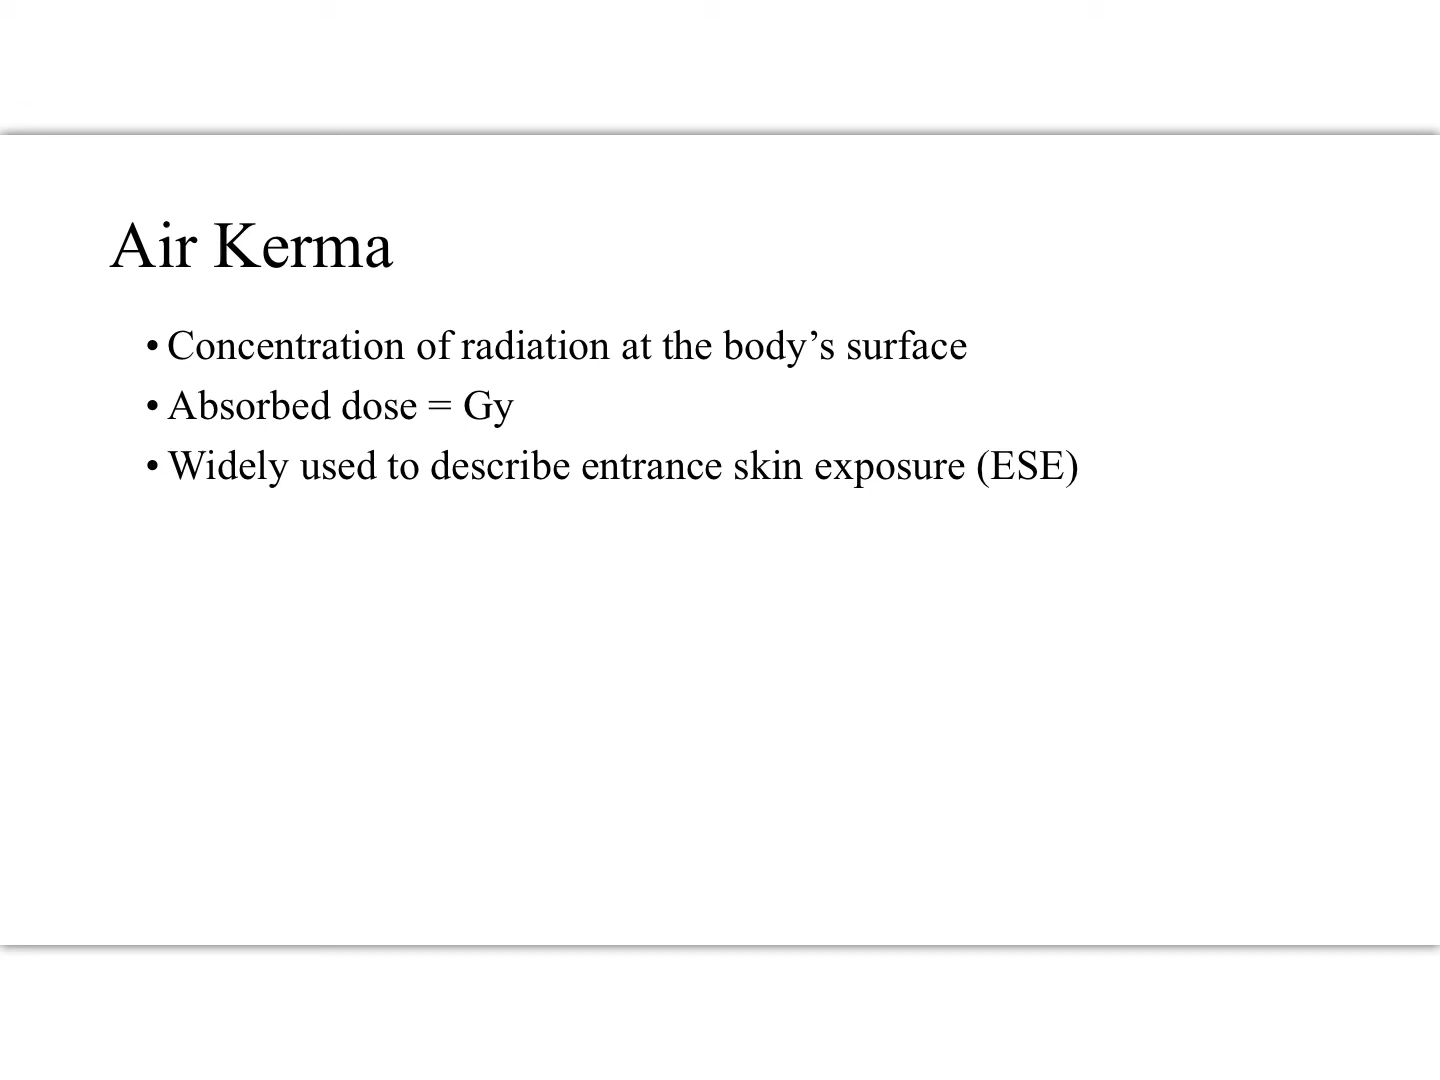 Air Kerma
• Concentration of radiation at the body’s surface
• Absorbed dose = Gy
• Widely used to describe entrance skin exposure (ESE)